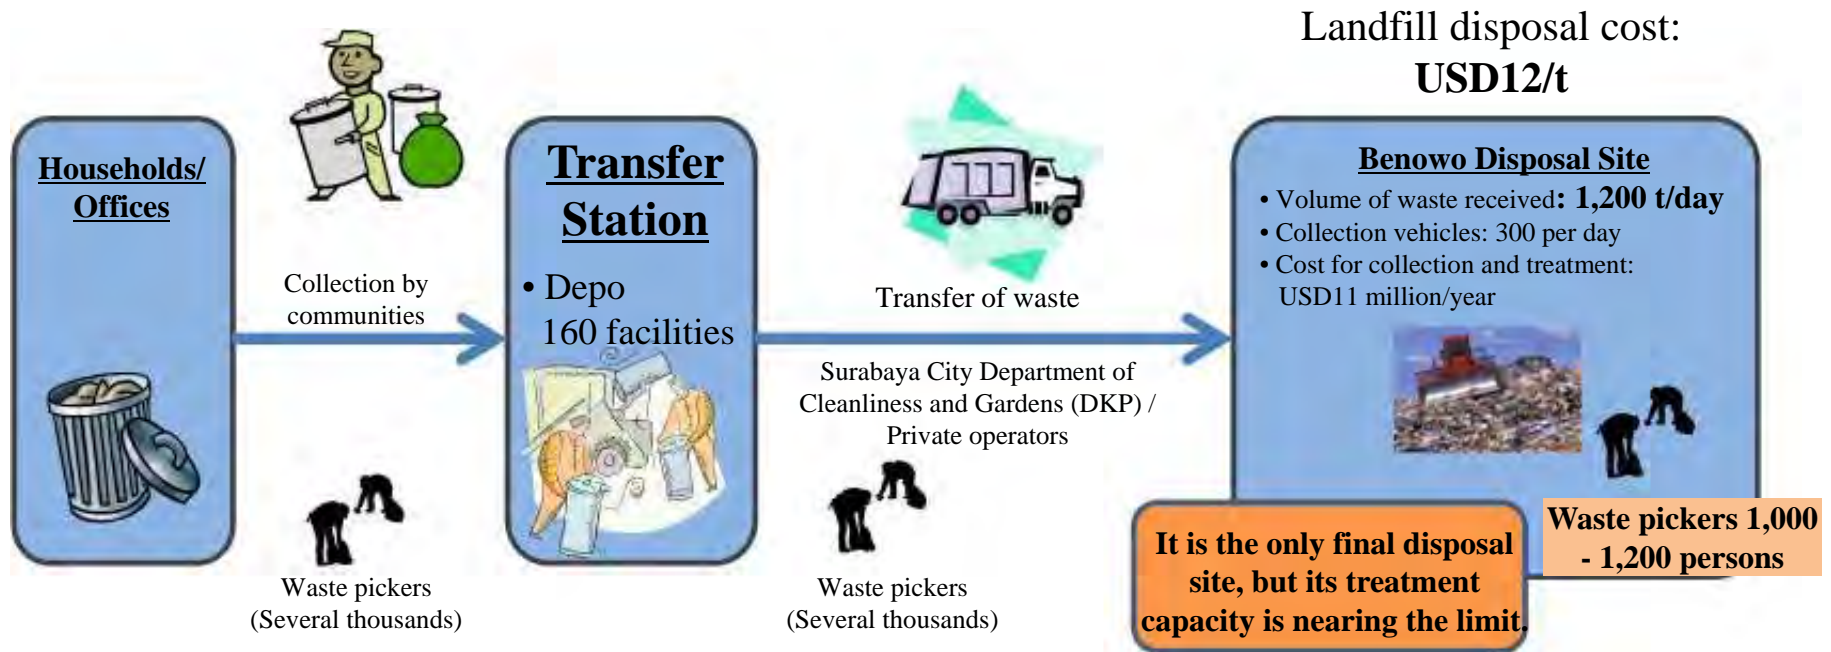 Landfill disposal cost:
USD12/t
Households/
Offices
Collection by
communities
Waste pickers
(Several thousands)
Transfer
Station
• Depo
160 facilities
Transfer of waste
Surabaya City Department of
Cleanliness and Gardens (DKP) /
Private operators
Waste pickers
(Several thousands)
Benowo Disposal Site
• Volume of waste received: 1,200 t/day
• Collection vehicles: 300 per day
• Cost for collection and treatment:
USD11 million/year
It is the only final disposal
site, but its treatment
capacity is nearing the limit.
Waste pickers 1,000
- 1,200 persons